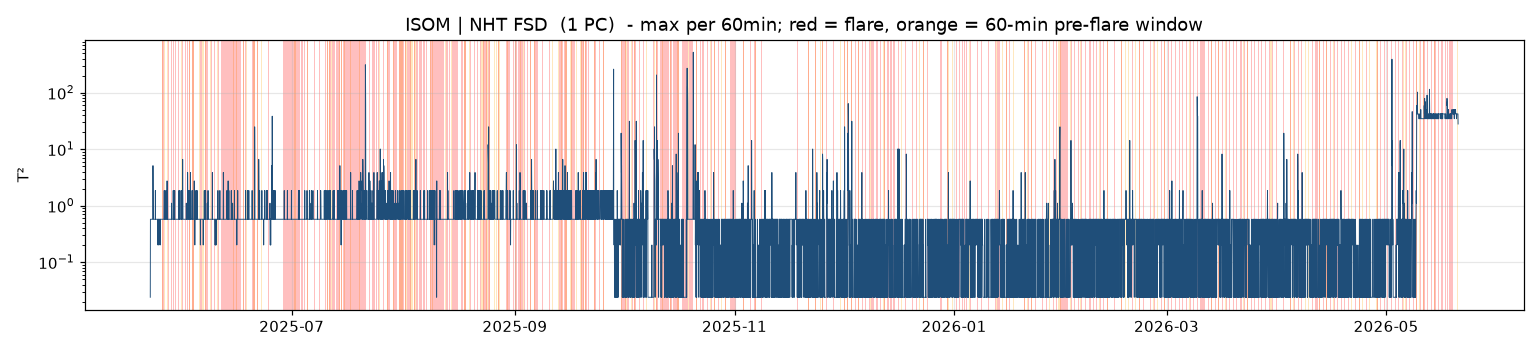 ISOM | NHT FSD  (1 PC)  - max per 60min; red = flare, orange = 60-min pre-flare window
T²
10²
10¹
10⁰
10⁻¹
2025-07 2025-09 2025-11 2026-01 2026-03 2026-05